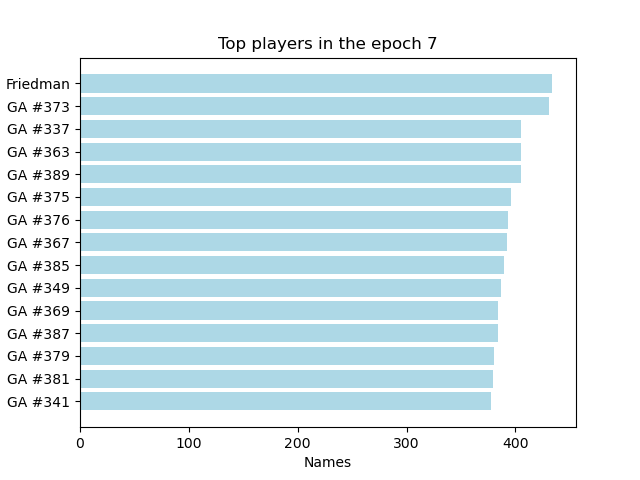 Top players in the epoch 7
Friedman
GA #373
GA #337
GA #363
GA #389
GA #375
GA #376
GA #367
GA #385
GA #349
GA #369
GA #387
GA #379
GA #381
GA #341
0 100 200 300 400
Names